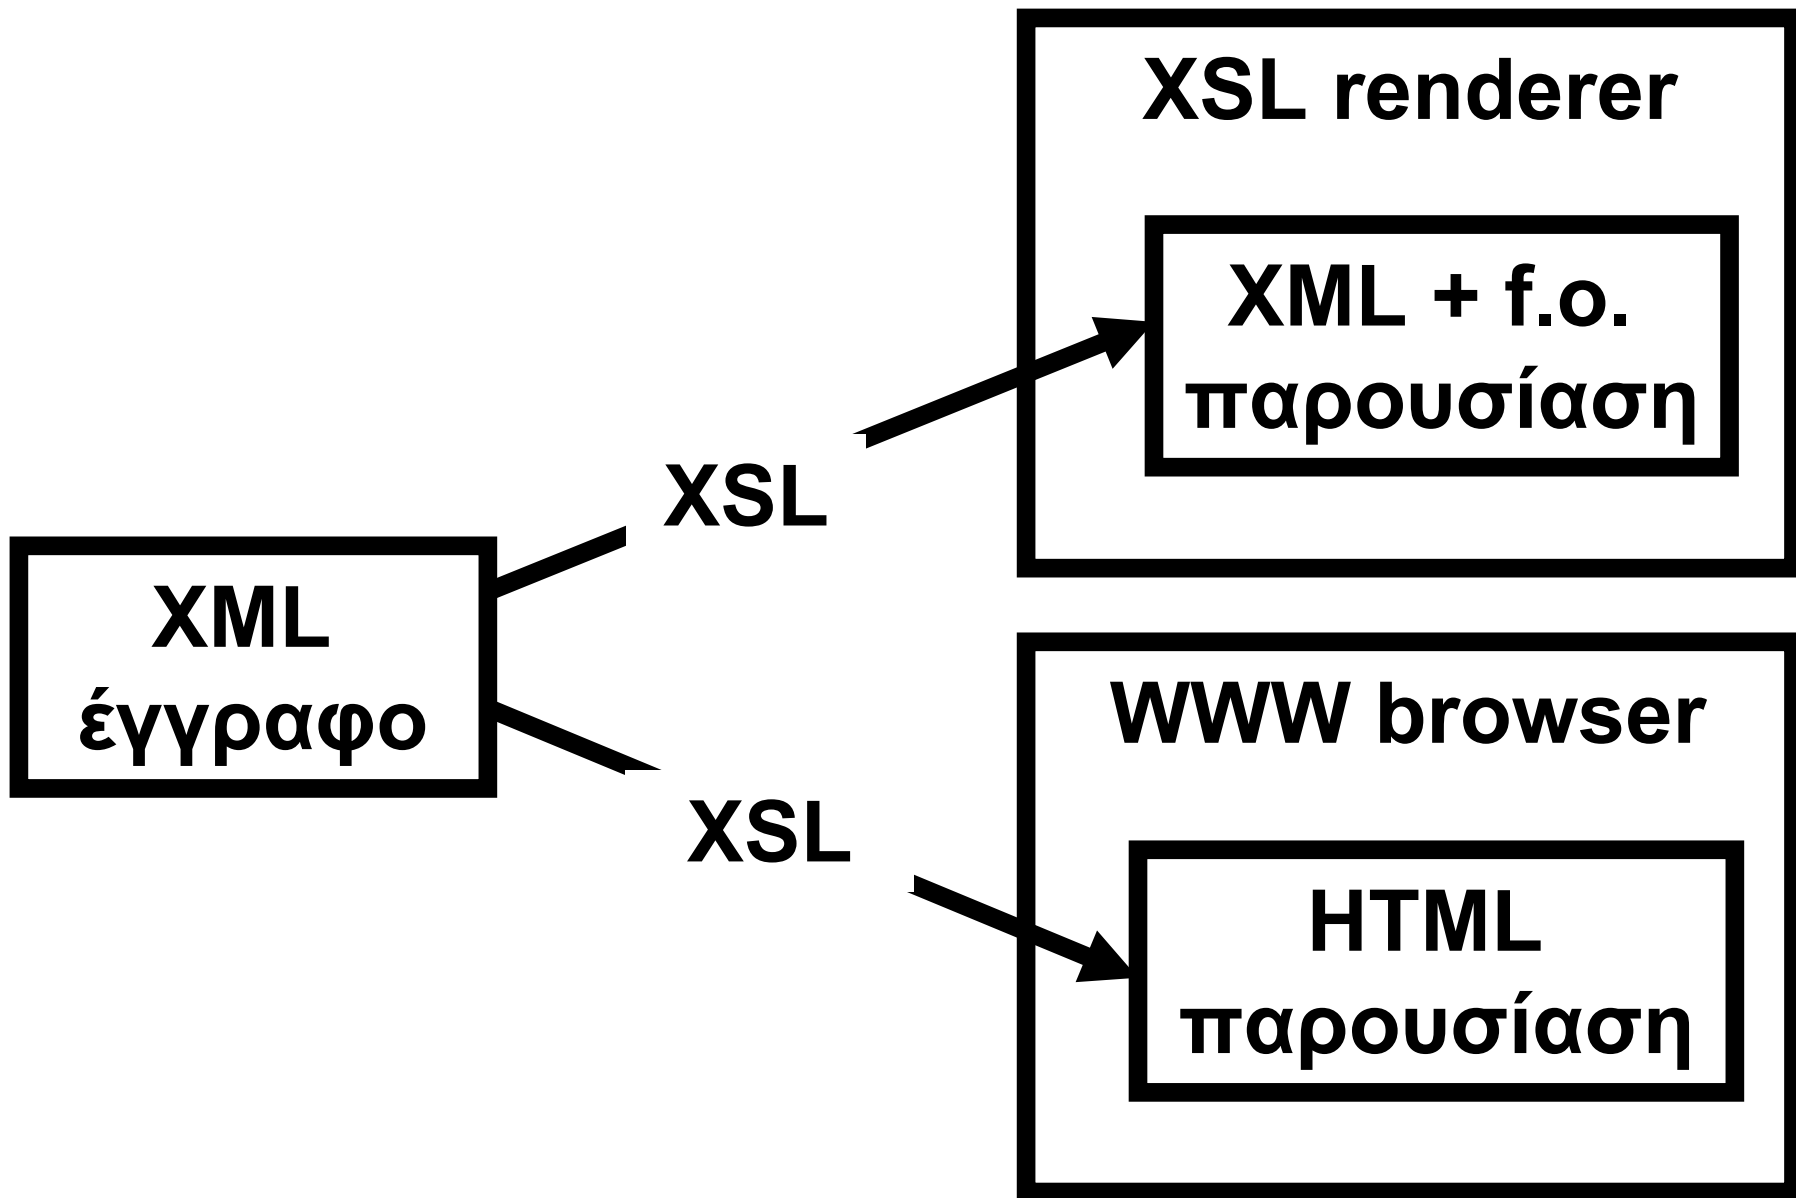 XSL renderer
XML + f.o.
παρουσίαση
XSL
XML
έγγραφο
WWW browser
XSL
HTML
παρουσίαση